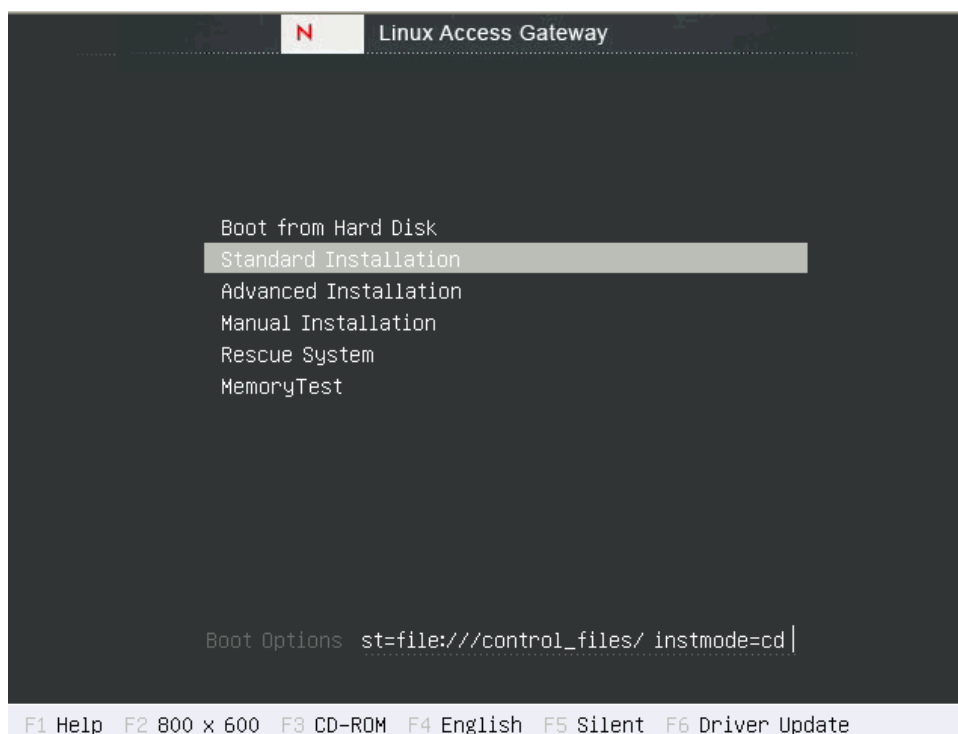 N Linux Access Gateway
Boot from Hard Disk
Standard Installation
Advanced Installation
Manual Installation
Rescue System
MemoryTest
Boot Options st=file:///control_files/ instmode=cd
F1 Help F2 800 x 600 F3 CD-ROM F4 English F5 Silent F6 Driver Update